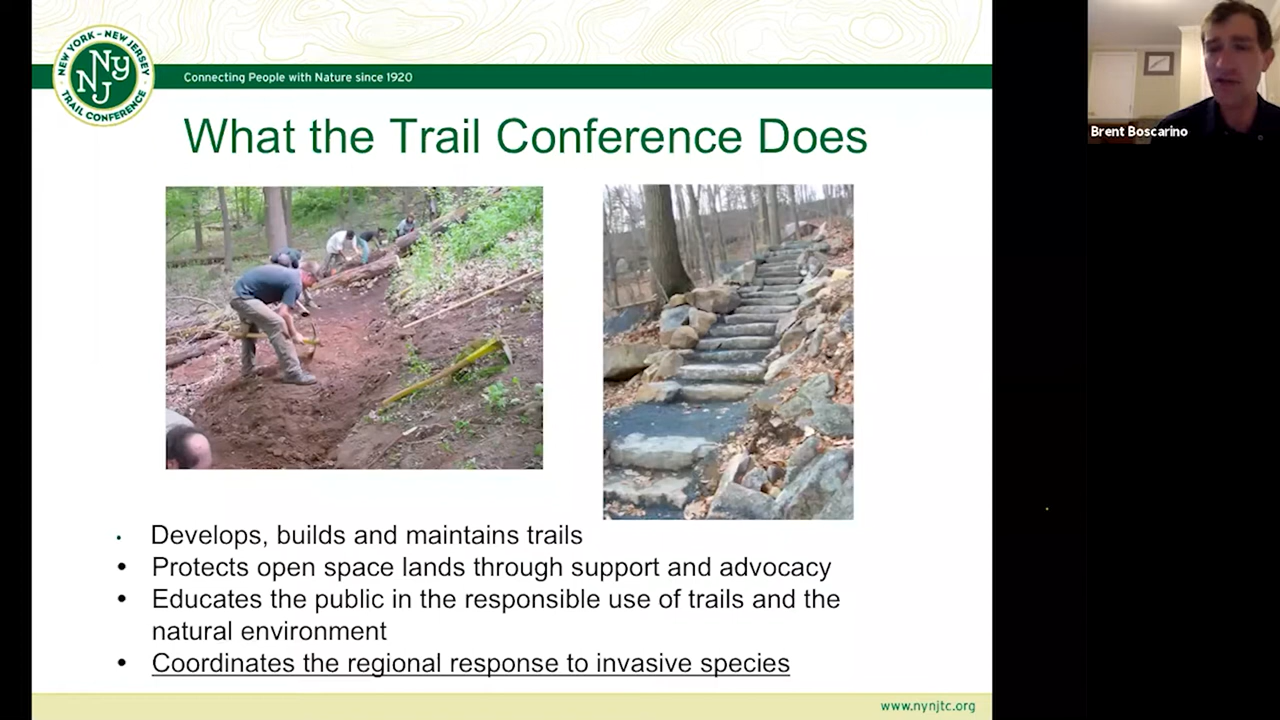 NEW YORK - NEW JERSEY
NY
NJ
TRAIL CONFERENCE
Connecting People with Nature since 1920
What the Trail Conference Does
Brent Boscarino
• Develops, builds and maintains trails
• Protects open space lands through support and advocacy
• Educates the public in the responsible use of trails and the
natural environment
• Coordinates the regional response to invasive species
www.nynjtc.org